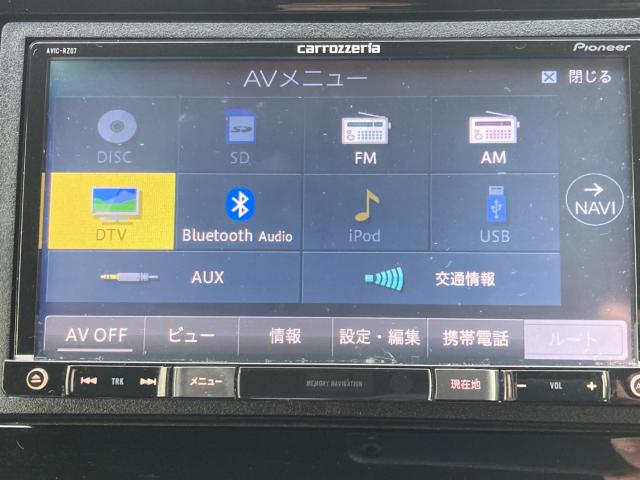 AVIC-RZ07
carrozzeria
Pioneer
AVメニュー
閉じる
DISC
SD
FM
AM
DTV
Bluetooth Audio
iPod
USB
NAVI
AUX
交通情報
AV OFF
ビュー
情報
設定・編集
携帯電話
ルート
TRK
メニュー
MEMORY NAVIGATION
現在地
－ VOL ＋